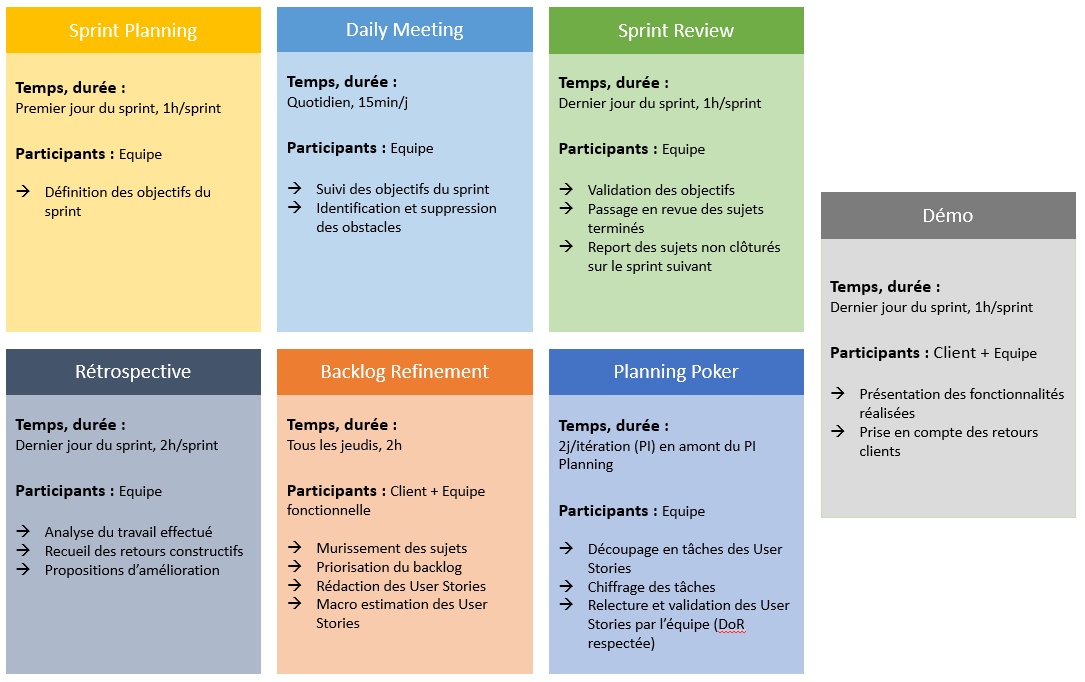 Sprint Planning
Temps, durée :
Premier jour du sprint, 1h/sprint
Participants : Equipe
→ Définition des objectifs du
sprint
Daily Meeting
Temps, durée :
Quotidien, 15min/j
Participants : Equipe
→ Suivi des objectifs du sprint
→ Identification et suppression
des obstacles
Sprint Review
Temps, durée :
Dernier jour du sprint, 1h/sprint
Participants : Equipe
→ Validation des objectifs
→ Passage en revue des sujets
terminés
→ Report des sujets non clôturés
sur le sprint suivant
Démo
Temps, durée :
Dernier jour du sprint, 1h/sprint
Participants : Client + Equipe
→ Présentation des fonctionnalités
réalisées
→ Prise en compte des retours
clients
Rétrospective
Temps, durée :
Dernier jour du sprint, 2h/sprint
Participants : Equipe
→ Analyse du travail effectué
→ Recueil des retours constructifs
→ Propositions d’amélioration
Backlog Refinement
Temps, durée :
Tous les jeudis, 2h
Participants : Client + Equipe
fonctionnelle
→ Murissement des sujets
→ Priorisation du backlog
→ Rédaction des User Stories
→ Macro estimation des User
Stories
Planning Poker
Temps, durée :
2j/itération (PI) en amont du PI
Planning
Participants : Equipe
→ Découpage en tâches des User
Stories
→ Chiffrage des tâches
→ Relecture et validation des User
Stories par l’équipe (DoR
respectée)